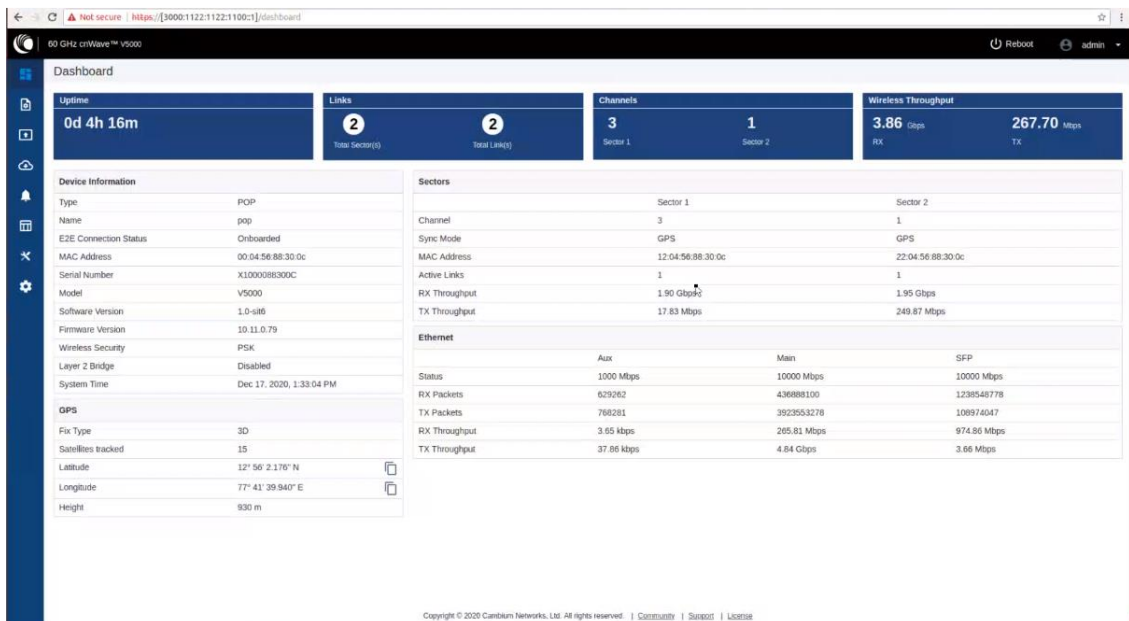 Not secure | https://[3000:1122:1122:1100::1]/dashboard
60 GHz cnWave™ V5000
Reboot
admin
Dashboard
Uptime
0d 4h 16m
Links
2 2
Total Sector(s) Total Link(s)
Channels
3 1
Sector 1 Sector 2
Wireless Throughput
3.86 Gbps 267.70 Mbps
RX TX
Device Information
Type POP
Name pop
E2E Connection Status Onboarded
MAC Address 00:04:56:88:30:0c
Serial Number X1000088300C
Model V5000
Software Version 1.0-sit6
Firmware Version 10.11.0.79
Wireless Security PSK
Layer 2 Bridge Disabled
System Time Dec 17, 2020, 1:33:04 PM
GPS
Fix Type 3D
Satellites tracked 15
Latitude 12° 56' 2.176" N
Longitude 77° 41' 39.940" E
Height 930 m
Sectors
Sector 1 Sector 2
Channel 3 1
Sync Mode GPS GPS
MAC Address 12:04:56:88:30:0c 22:04:56:88:30:0c
Active Links 1 1
RX Throughput 1.90 Gbps 1.95 Gbps
TX Throughput 17.83 Mbps 249.87 Mbps
Ethernet
Aux Main SFP
Status 1000 Mbps 10000 Mbps 10000 Mbps
RX Packets 629262 436888100 1238548778
TX Packets 768281 3923553278 108974047
RX Throughput 3.65 kbps 265.81 Mbps 974.86 Mbps
TX Throughput 37.86 kbps 4.84 Gbps 3.66 Mbps
Copyright © 2020 Cambium Networks, Ltd. All rights reserved. | Community | Support | License